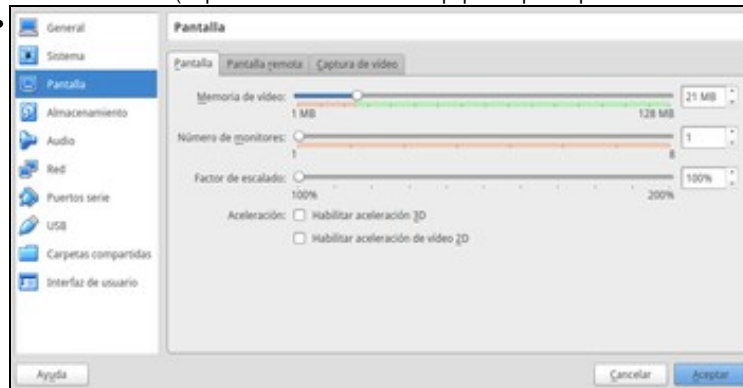 General
Sistema
Pantalla
Almacenamiento
Audio
Red
Puertos serie
USB
Carpetas compartidas
Interfaz de usuario
Pantalla
Pantalla Pantalla remota Captura de vídeo
Memoria de vídeo: 21 MB
1 MB 128 MB
Número de monitores: 1
1 8
Factor de escalado: 100%
100% 200%
Aceleración: Habilitar aceleración 3D
Habilitar aceleración de vídeo 2D
Ayuda Cancelar Aceptar